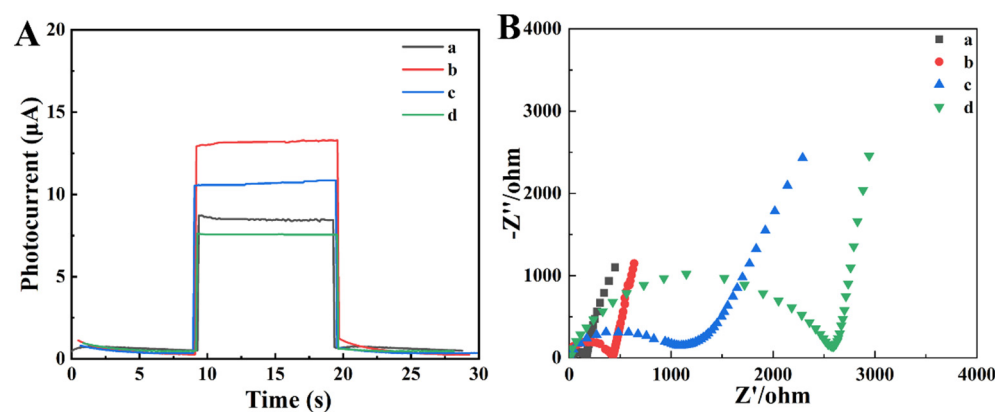 A
20
15
10
5
0
0 5 10 15 20 25 30
Photocurrent (μA)
Time (s)
a
b
c
d
B
4000
3000
2000
1000
0
0 1000 2000 3000 4000
-Z''/ohm
Z'/ohm
a
b
c
d